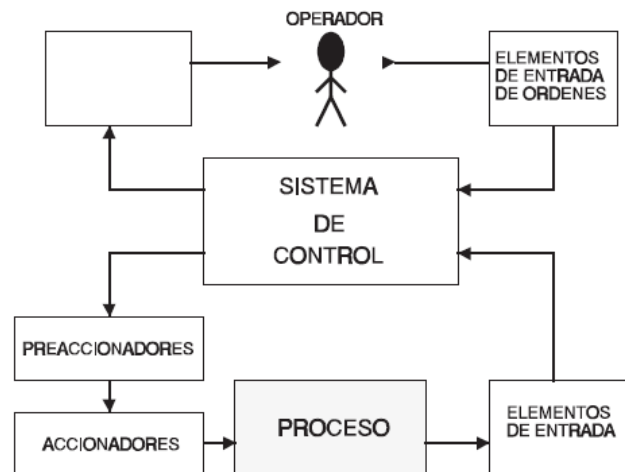 OPERADOR
ELEMENTOS
DE ENTRADA
DE ORDENES
SISTEMA
DE
CONTROL
PREACCIONADORES
ACCIONADORES
PROCESO
ELEMENTOS
DE ENTRADA